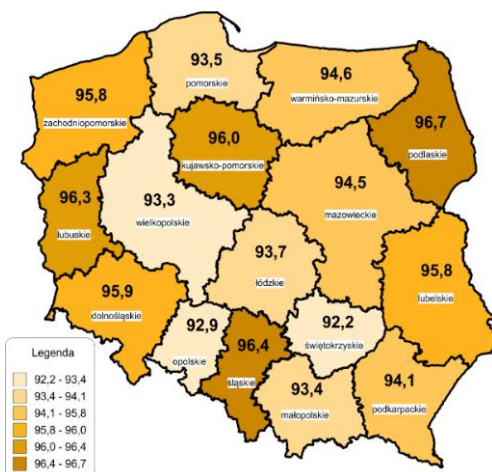 93,5
pomorskie
94,6
warmińsko-mazurskie
95,8
zachodniopomorskie
96,7
podlaskie
96,0
kujawsko-pomorskie
96,3
lubuskie
93,3
wielkopolskie
94,5
mazowieckie
93,7
łódzkie
95,8
lubelskie
95,9
dolnośląskie
92,9
opolskie
96,4
śląskie
92,2
świętokrzyskie
93,4
małopolskie
94,1
podkarpackie
Legenda
92,2 - 93,4
93,4 - 94,1
94,1 - 95,8
95,8 - 96,0
96,0 - 96,4
96,4 - 96,7